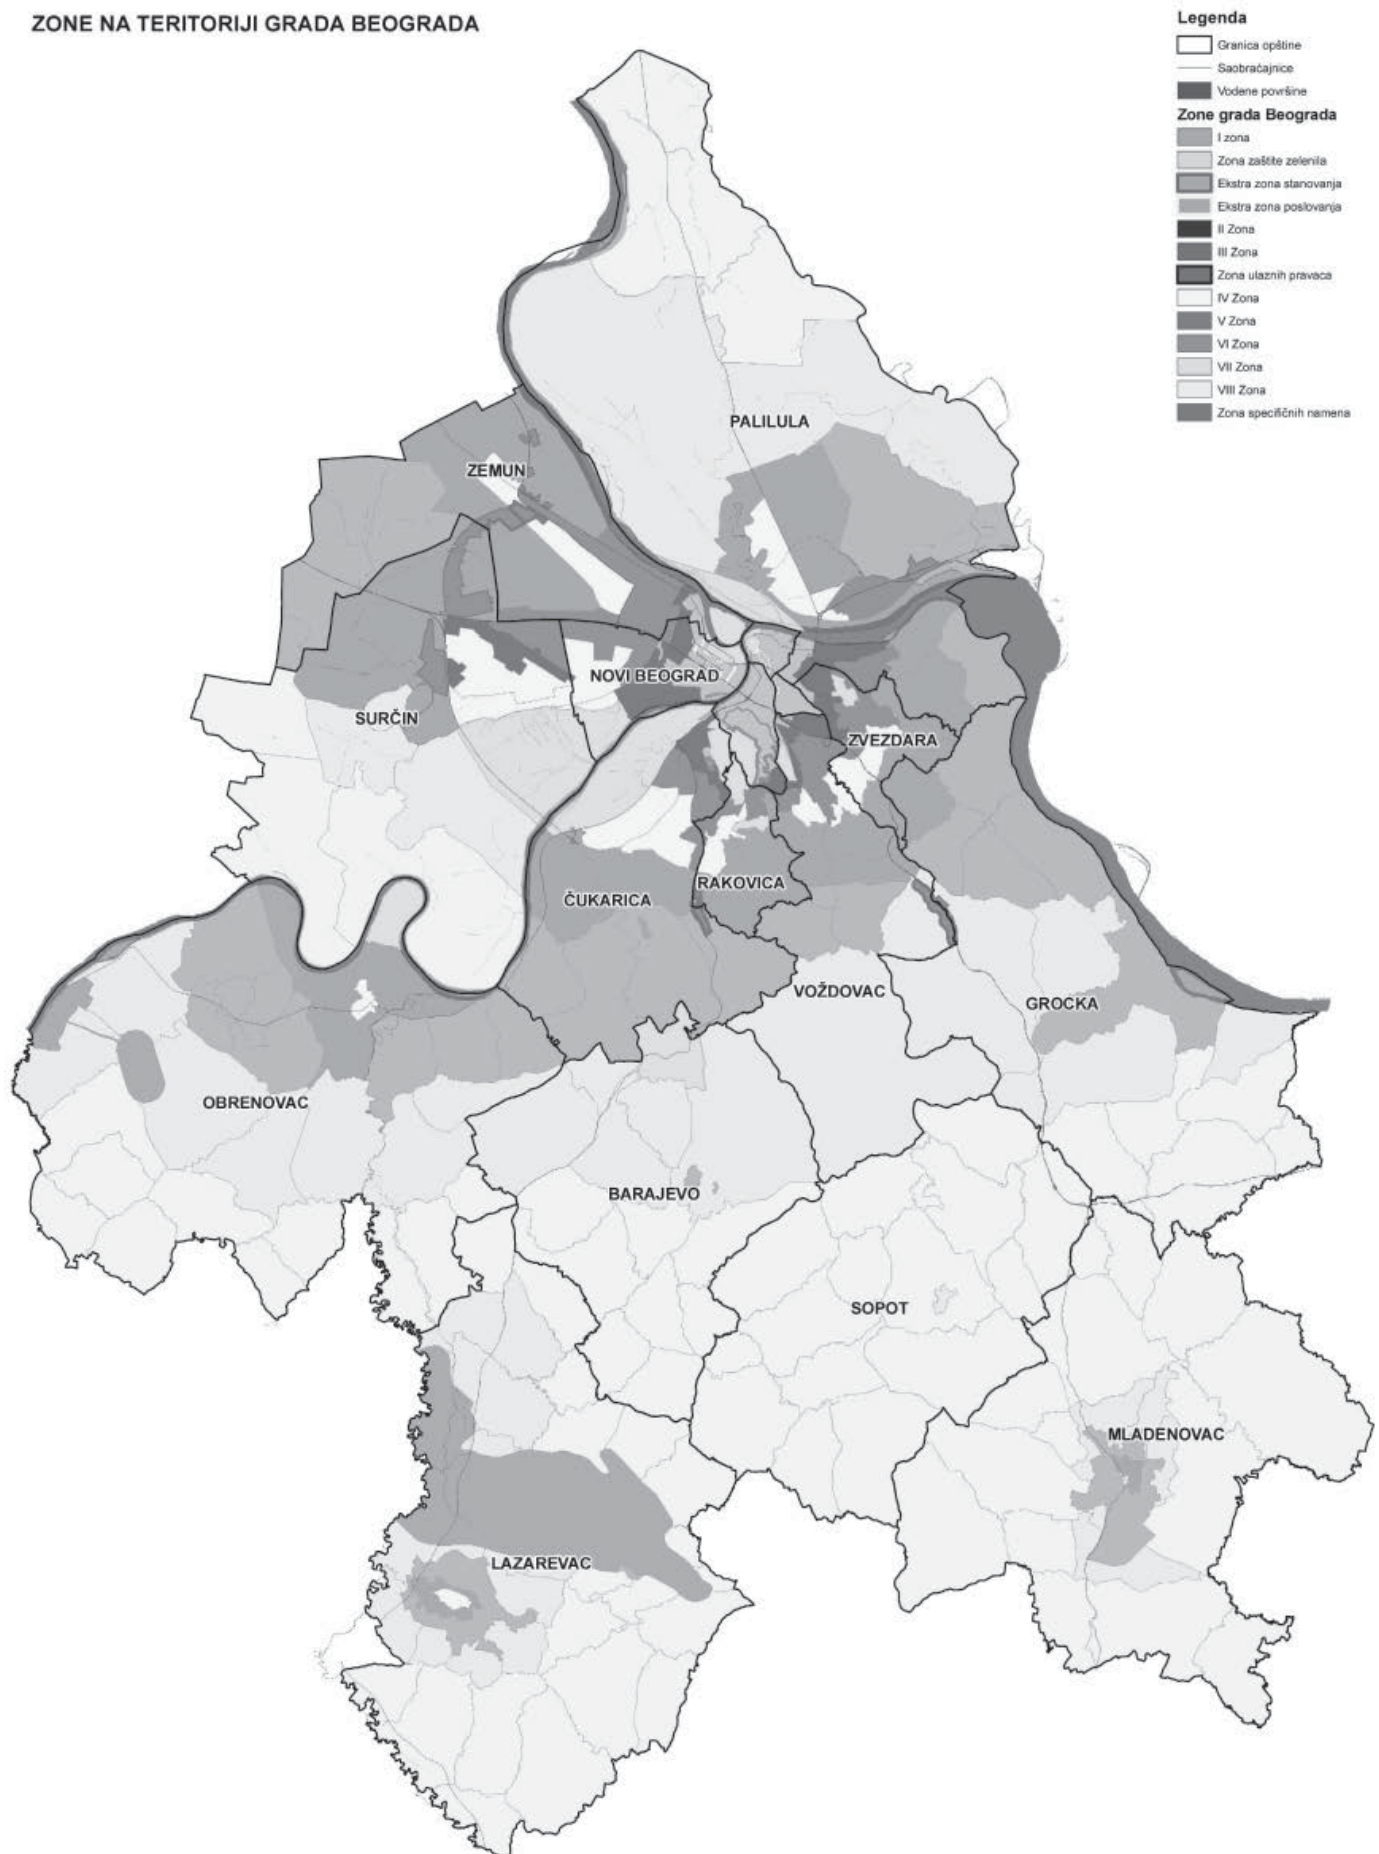 ZONE NA TERITORIJI GRADA BEOGRADA
Legenda
Granica opštine
Saobraćajnice
Vodene površine
Zone grada Beograda
I zona
Zona zaštite zelenila
Ekstra zona stanovanja
Ekstra zona poslovanja
II Zona
III Zona
Zona ulaznih pravaca
IV Zona
V Zona
VI Zona
VII Zona
VIII Zona
Zona specifičnih namena
PALILULA
ZEMUN
NOVI BEOGRAD
SURČIN
ZVEZDARA
RAKOVICA
ČUKARICA
VOŽDOVAC
GROCKA
OBRENOVAC
BARAJEVO
SOPOT
MLADENOVAC
LAZAREVAC